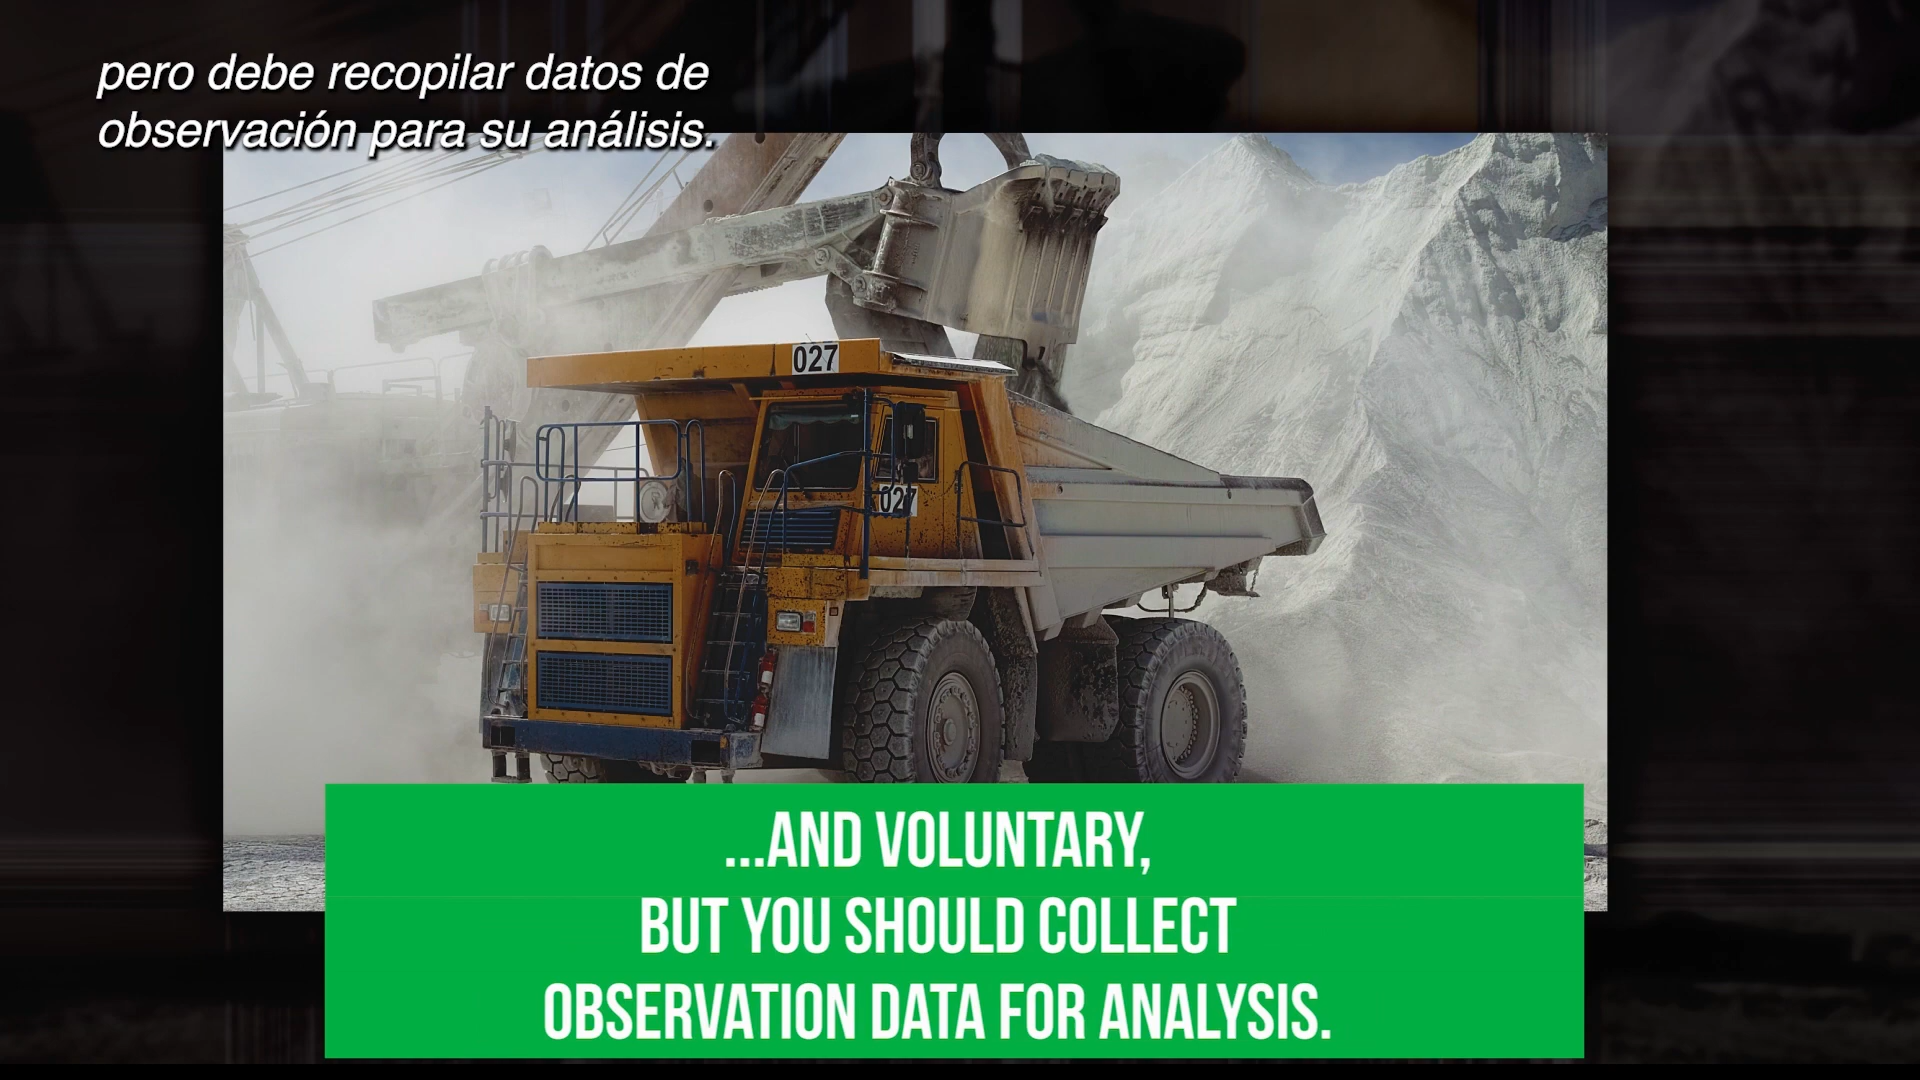 pero debe recopilar datos de
observación para su análisis.
027
027
...AND VOLUNTARY,
BUT YOU SHOULD COLLECT
OBSERVATION DATA FOR ANALYSIS.